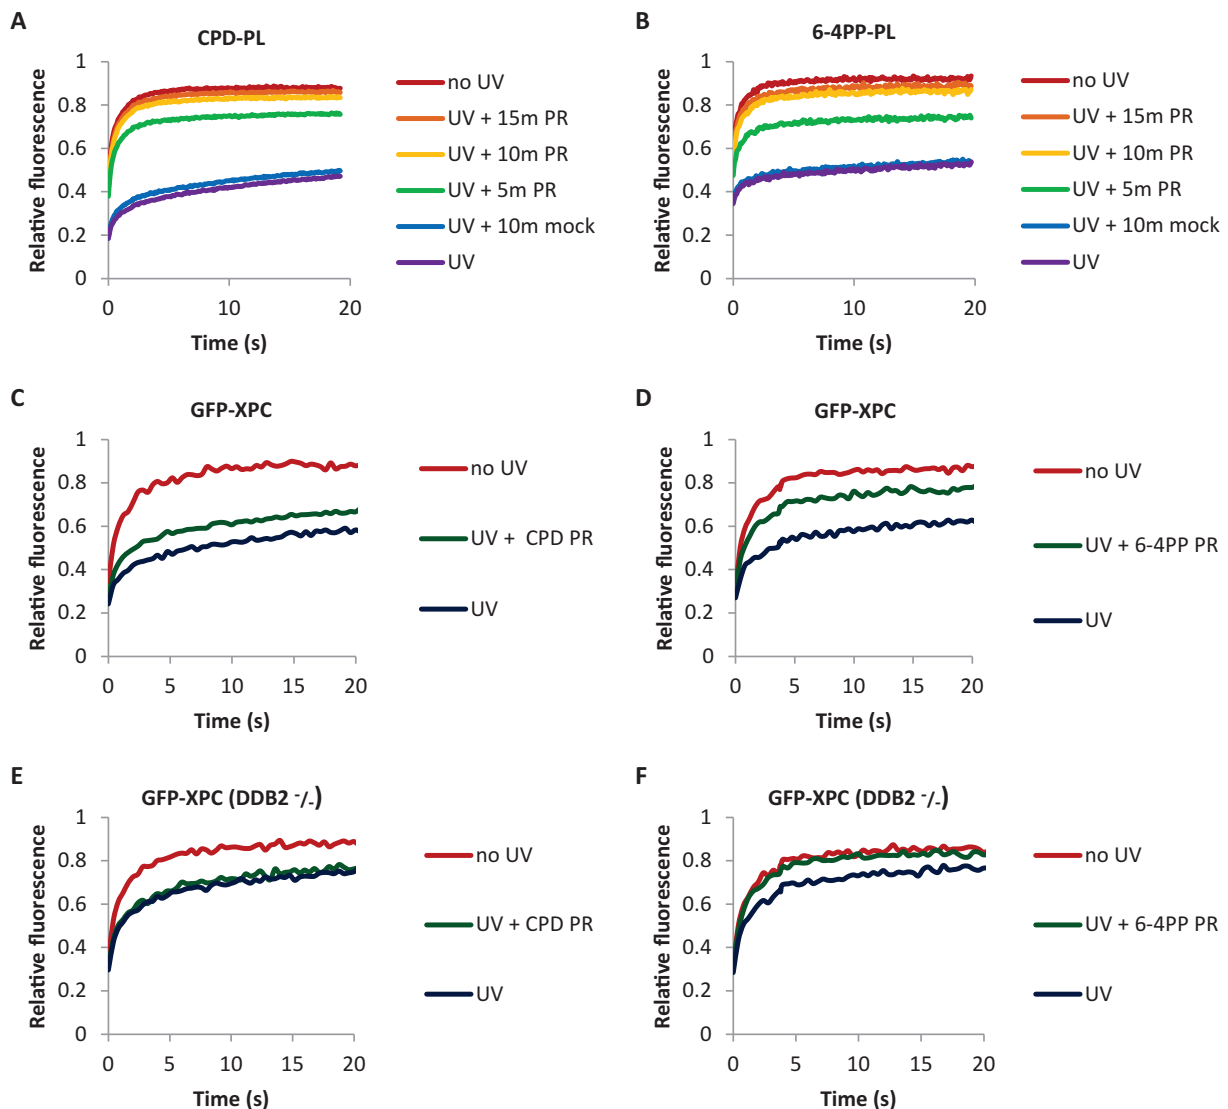 A
CPD-PL
Relative fluorescence
1
0.8
0.6
0.4
0.2
0
0 10 20
Time (s)
no UV
UV + 15m PR
UV + 10m PR
UV + 5m PR
UV + 10m mock
UV
B
6-4PP-PL
Relative fluorescence
1
0.8
0.6
0.4
0.2
0
0 10 20
Time (s)
no UV
UV + 15m PR
UV + 10m PR
UV + 5m PR
UV + 10m mock
UV
C
GFP-XPC
Relative fluorescence
1
0.8
0.6
0.4
0.2
0
0 5 10 15 20
Time (s)
no UV
UV + CPD PR
UV
D
GFP-XPC
Relative fluorescence
1
0.8
0.6
0.4
0.2
0
0 5 10 15 20
Time (s)
no UV
UV + 6-4PP PR
UV
E
GFP-XPC (DDB2 -/-)
Relative fluorescence
1
0.8
0.6
0.4
0.2
0
0 5 10 15 20
Time (s)
no UV
UV + CPD PR
UV
F
GFP-XPC (DDB2 -/-)
Relative fluorescence
1
0.8
0.6
0.4
0.2
0
0 5 10 15 20
Time (s)
no UV
UV + 6-4PP PR
UV